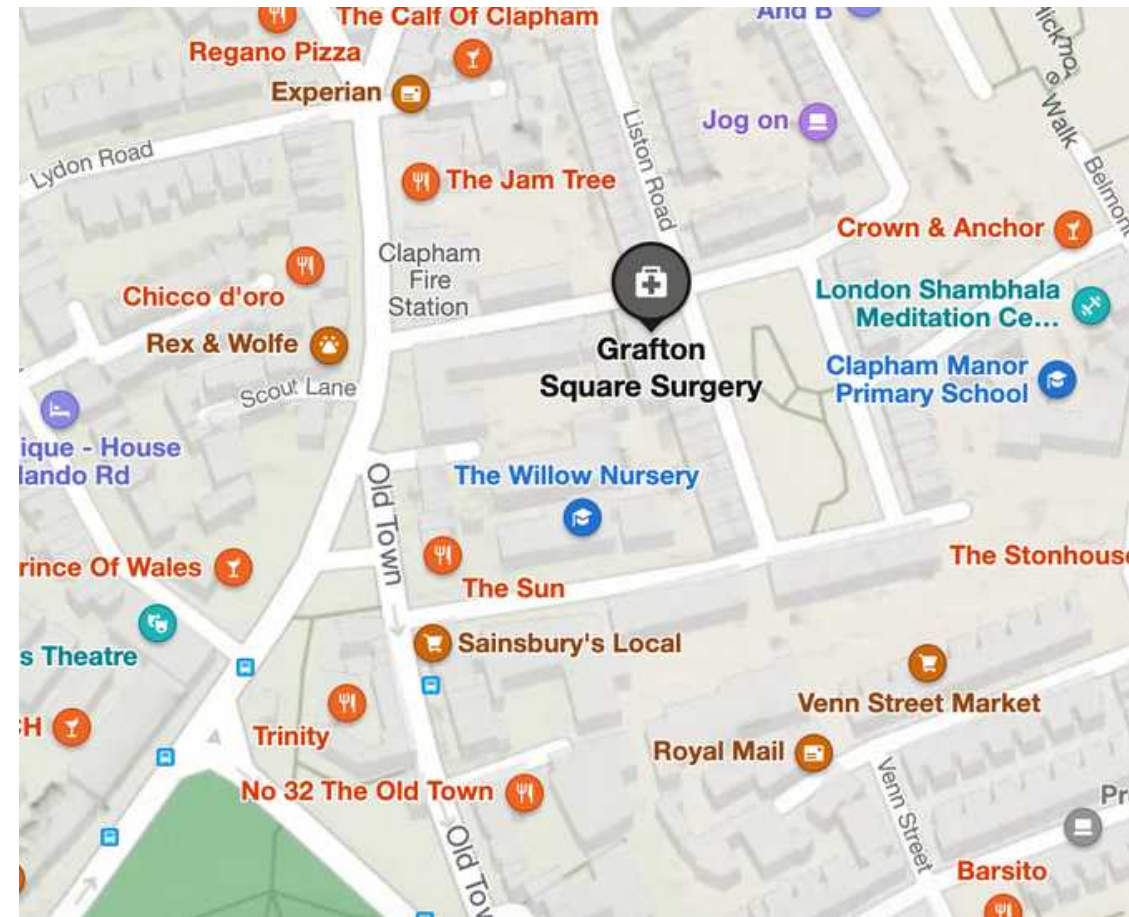 The Calf Of Clapham
And B
Regano Pizza
Experian
Walk
Jog on
Lydon Road
Liston Road
The Jam Tree
Crown & Anchor
Clapham
Fire
Station
Chicco d'oro
London Shambhala
Meditation Ce...
Rex & Wolfe
Grafton
Square Surgery
Clapham Manor
Primary School
Scout Lane
ique - House
lando Rd
The Willow Nursery
Old Town
rince Of Wales
The Stonhouse
The Sun
s Theatre
Sainsbury's Local
Venn Street Market
Trinity
Royal Mail
No 32 The Old Town
Venn Street
Pr
Old Tow
Barsito